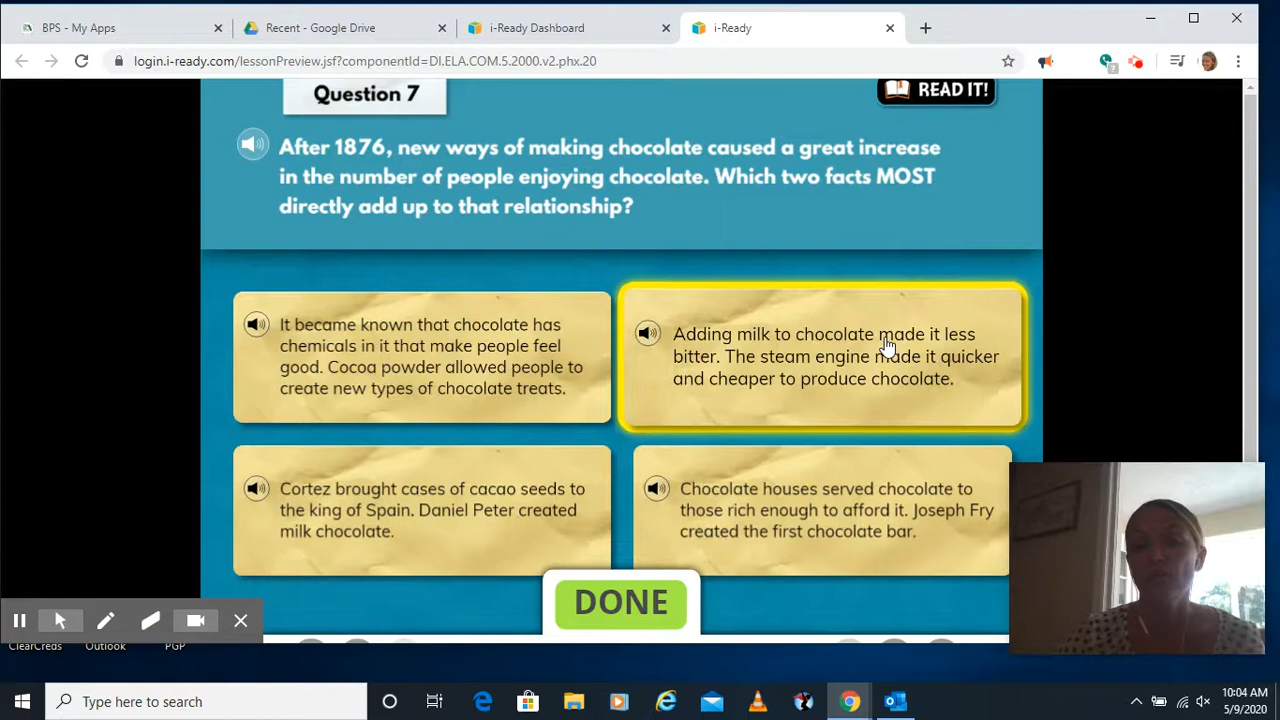 BPS - My Apps
Recent - Google Drive
i-Ready Dashboard
i-Ready
login.i-ready.com/lessonPreview.jsf?componentId=DI.ELA.COM.5.2000.v2.phx.20
Question 7
READ IT!
After 1876, new ways of making chocolate caused a great increase
in the number of people enjoying chocolate. Which two facts MOST
directly add up to that relationship?
It became known that chocolate has
chemicals in it that make people feel
good. Cocoa powder allowed people to
create new types of chocolate treats.
Adding milk to chocolate made it less
bitter. The steam engine made it quicker
and cheaper to produce chocolate.
Cortez brought cases of cacao seeds to
the king of Spain. Daniel Peter created
milk chocolate.
Chocolate houses served chocolate to
those rich enough to afford it. Joseph Fry
created the first chocolate bar.
DONE
ClearCreds
Outlook
PGP
Type here to search
10:04 AM
5/9/2020